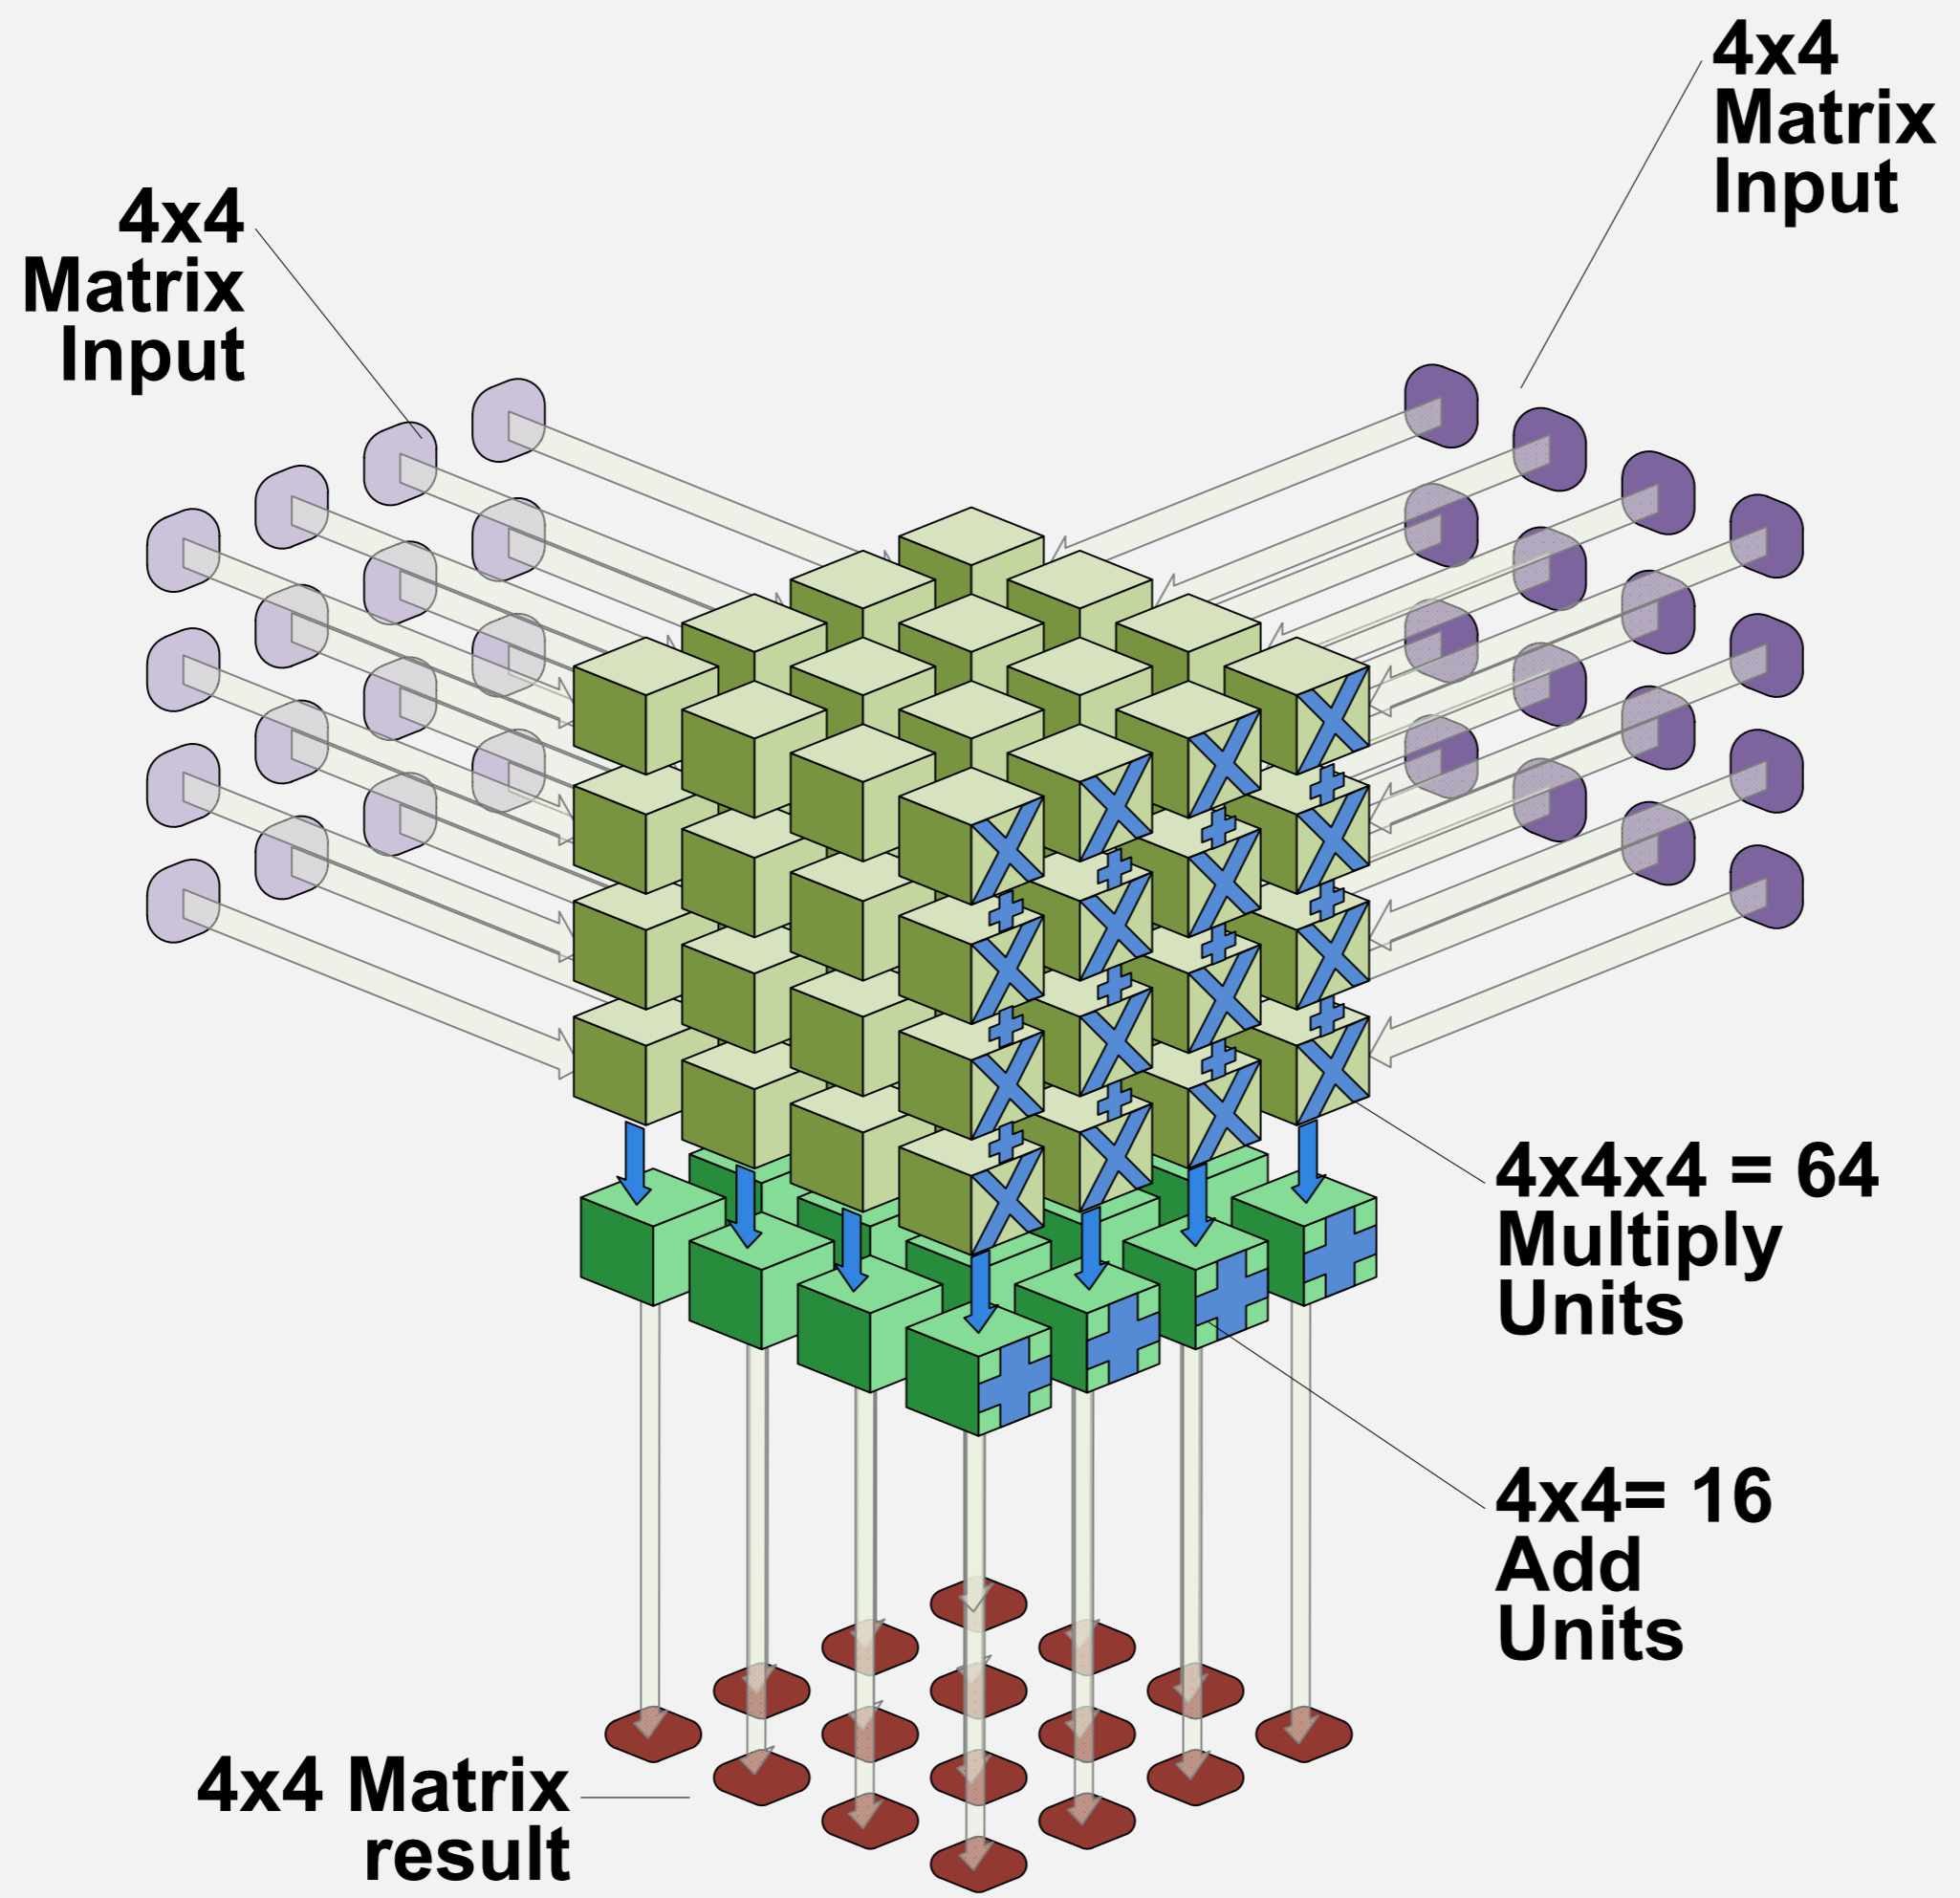 4x4
Matrix
Input
4x4
Matrix
Input
4x4x4 = 64
Multiply
Units
4x4= 16
Add
Units
4x4 Matrix
result